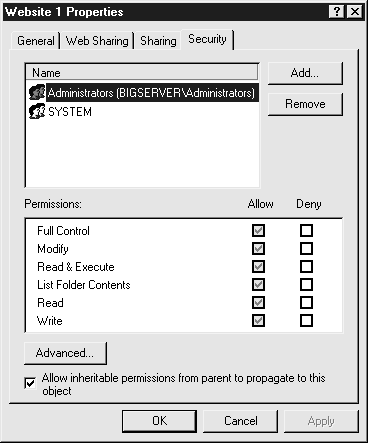 Website 1 Properties
General Web Sharing Sharing Security
Name
Add...
Administrators (BIGSERVER\Administrators)
SYSTEM
Remove
Permissions: Allow Deny
Full Control
Modify
Read & Execute
List Folder Contents
Read
Write
Advanced...
Allow inheritable permissions from parent to propagate to this
object
OK Cancel Apply